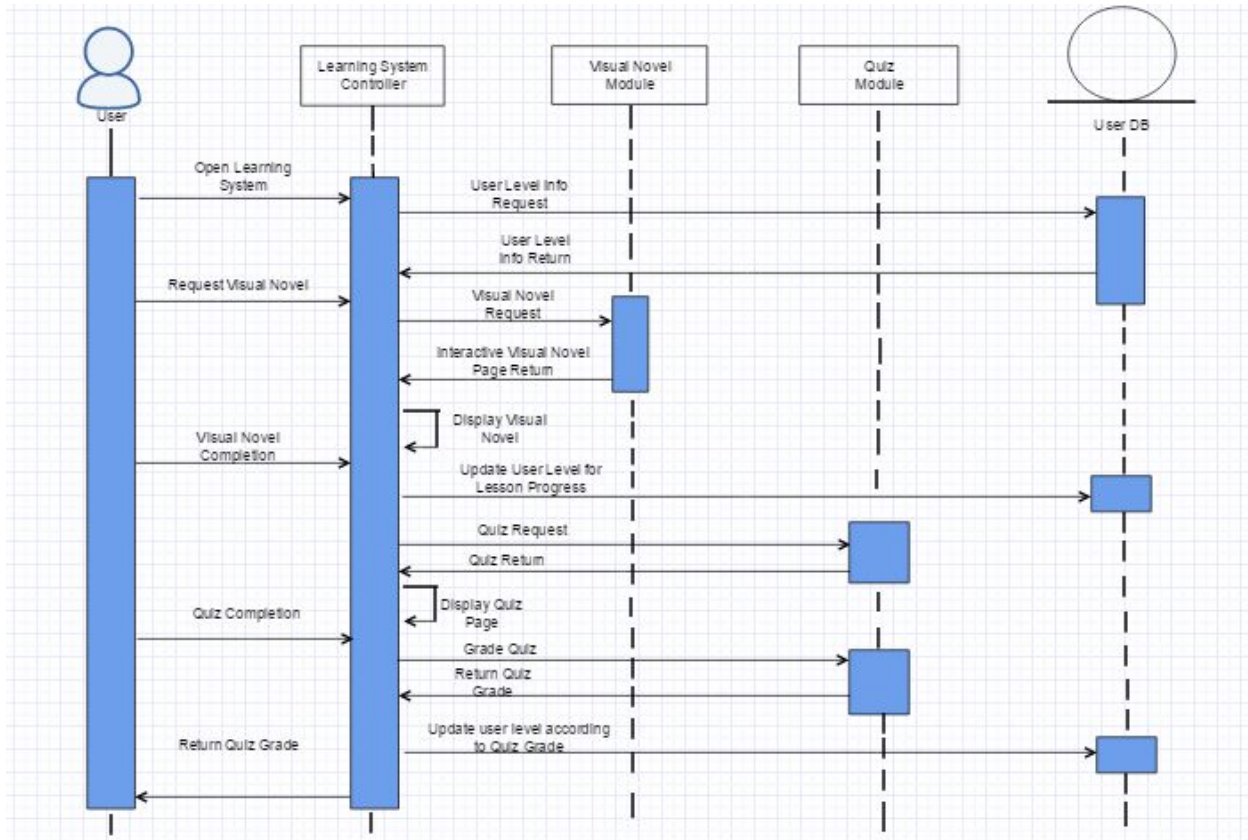 Learning System
Controller
Visual Novel
Module
Quiz
Module
User
User DB
Open Learning
System
User Level Info
Request
User Level
Info Return
Request Visual Novel
Visual Novel
Request
Interactive Visual Novel
Page Return
Display Visual
Novel
Visual Novel
Completion
Update User Level for
Lesson Progress
Quiz Request
Quiz Return
Display Quiz
Page
Quiz Completion
Grade Quiz
Return Quiz
Grade
Update user level according
to Quiz Grade
Return Quiz Grade